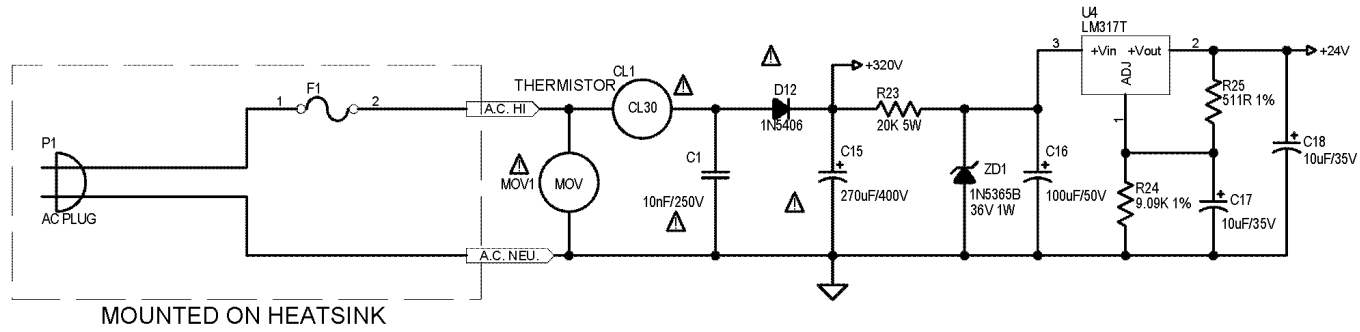 U4
LM317T
3
+Vin
+Vout
2
+24V
ADJ
1
+320V
CL1
THERMISTOR
CL30
D12
1N5406
R23
20K 5W
R25
511R 1%
F1
1
2
A.C. HI
P1
AC PLUG
MOV1
MOV
C1
10nF/250V
C15
+
270uF/400V
ZD1
1N5365B
36V 1W
C16
+
100uF/50V
R24
9.09K 1%
C17
+
10uF/35V
C18
+
10uF/35V
A.C. NEU.
!
!
!
!
!
MOUNTED ON HEATSINK